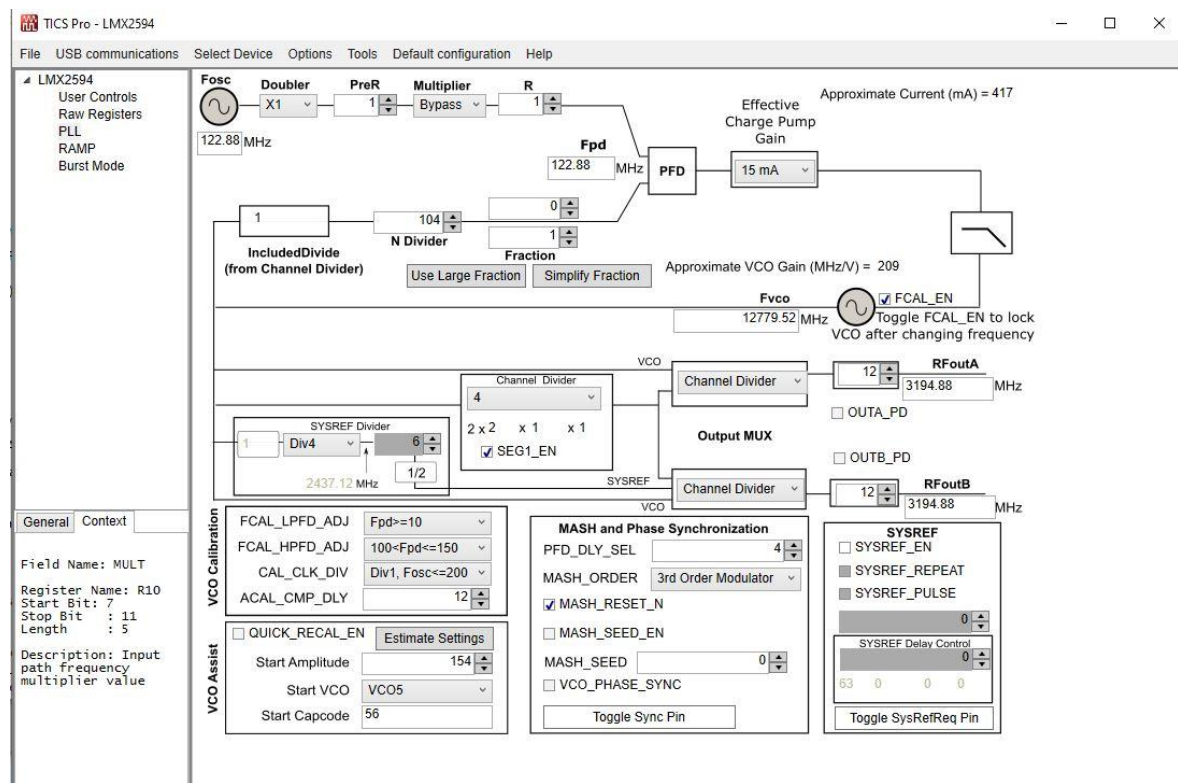 TICS Pro - LMX2594
File USB communications Select Device Options Tools Default configuration Help
LMX2594
User Controls
Raw Registers
PLL
RAMP
Burst Mode
Fosc
Doubler PreR Multiplier R
X1 1 Bypass 1
122.88 MHz
Approximate Current (mA) = 417
Effective
Charge Pump
Gain
Fpd
122.88 MHz
PFD
15 mA
1
IncludedDivide
(from Channel Divider)
104
N Divider
0
1
Fraction
Use Large Fraction Simplify Fraction
Approximate VCO Gain (MHz/V) = 209
Fvco
12779.52 MHz
FCAL_EN
Toggle FCAL_EN to lock
VCO after changing frequency
VCO
Channel Divider
4
2 x 2 x 1 x 1
SEG1_EN
Channel Divider
12
RFoutA
3194.88 MHz
OUTA_PD
SYSREF Divider
1 Div4 6
2437.12 MHz
1/2
Output MUX
OUTB_PD
SYSREF
VCO
Channel Divider
12
RFoutB
3194.88 MHz
General Context
Field Name: MULT
Register Name: R10
Start Bit: 7
Stop Bit : 11
Length : 5
Description: Input
path frequency
multiplier value
VCO Calibration
FCAL_LPFD_ADJ Fpd>=10
FCAL_HPFD_ADJ 100<Fpd<=150
CAL_CLK_DIV Div1, Fosc<=200
ACAL_CMP_DLY 12
VCO Assist
QUICK_RECAL_EN Estimate Settings
Start Amplitude 154
Start VCO VCO5
Start Capcode 56
MASH and Phase Synchronization
PFD_DLY_SEL 4
MASH_ORDER 3rd Order Modulator
MASH_RESET_N
MASH_SEED_EN
MASH_SEED 0
VCO_PHASE_SYNC
Toggle Sync Pin
SYSREF
SYSREF_EN
SYSREF_REPEAT
SYSREF_PULSE
0
SYSREF Delay Control
0
63 0 0 0
Toggle SysRefReq Pin